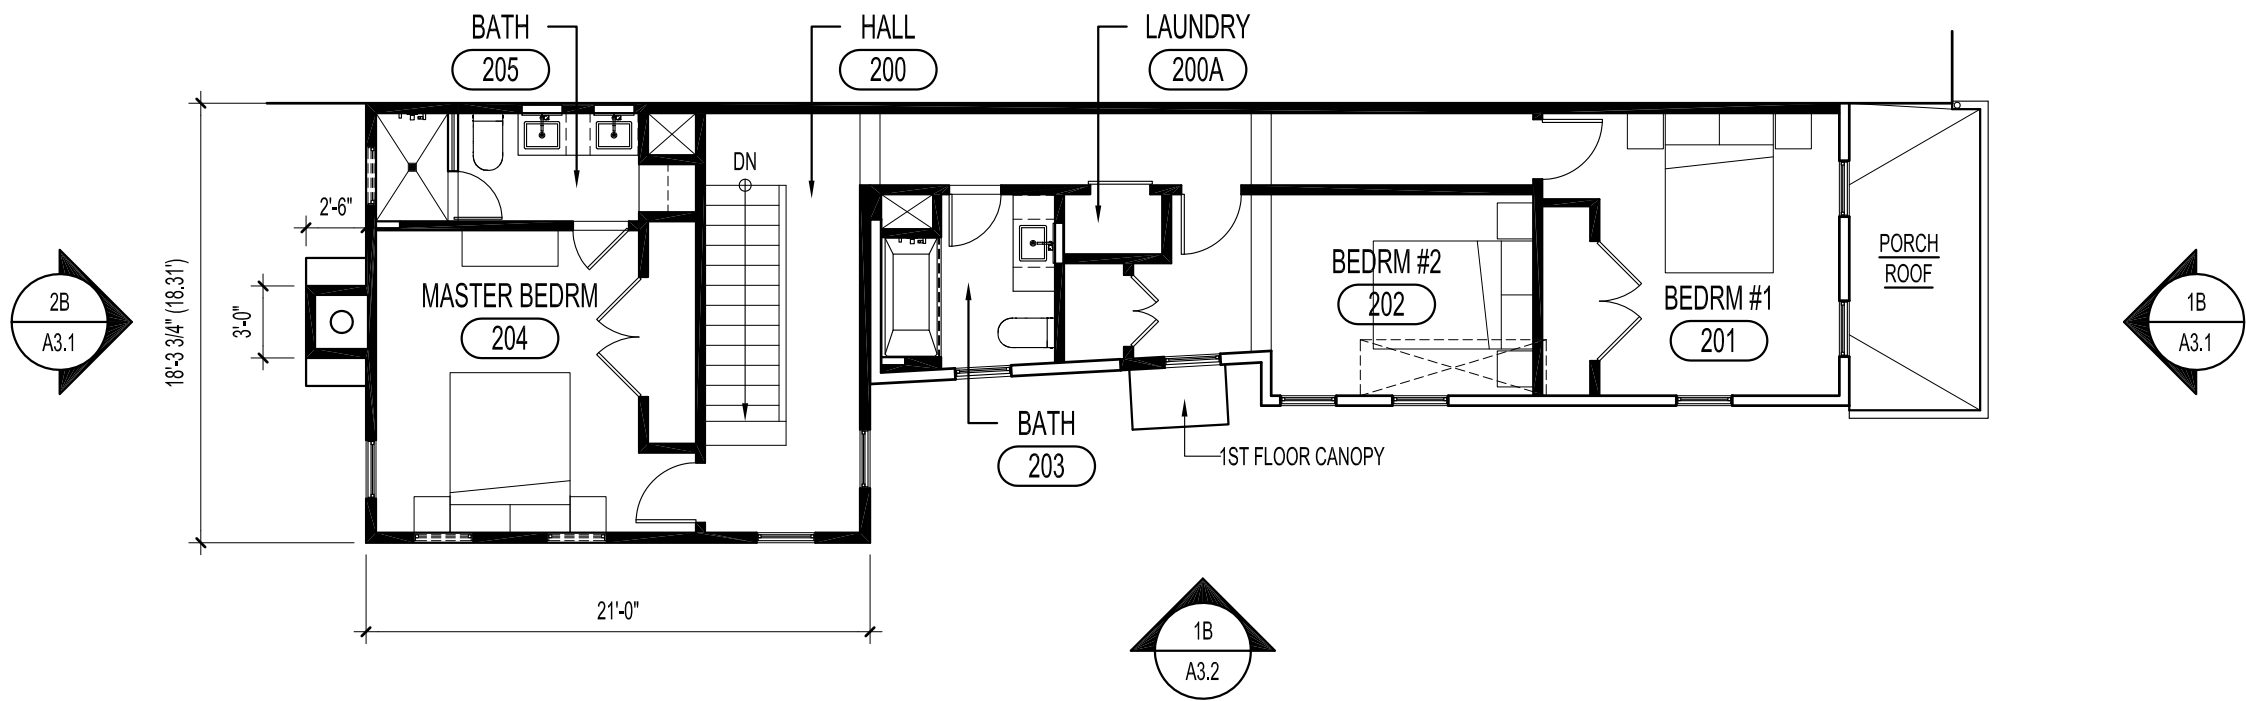 BATH
205
HALL
200
LAUNDRY
200A
DN
2'-6"
18'-3 3/4" (18.31')
3'-0"
2B
A3.1
MASTER BEDRM
204
BEDRM #2
202
BEDRM #1
201
PORCH
ROOF
1B
A3.1
BATH
203
1ST FLOOR CANOPY
21'-0"
1B
A3.2